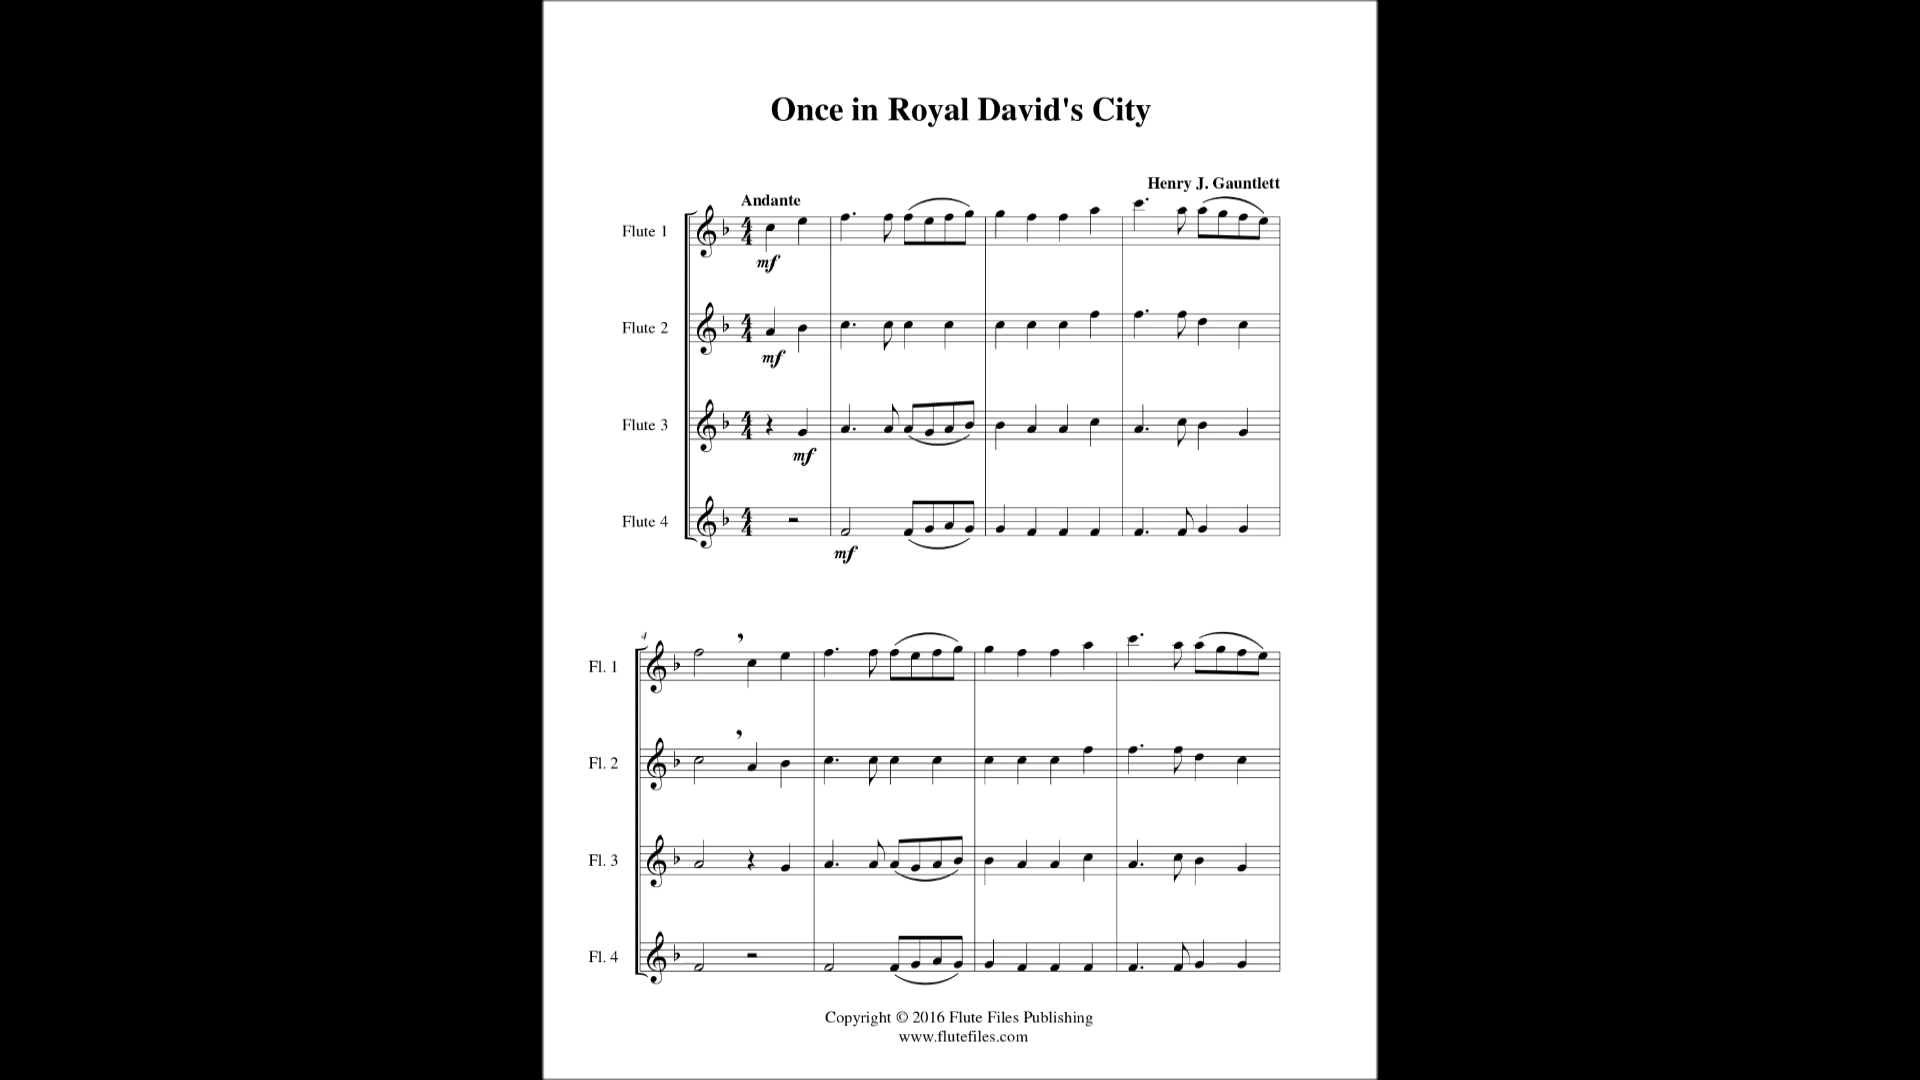 Once in Royal David's City
Henry J. Gauntlett
Andante
Flute 1
mf
Flute 2
mf
Flute 3
mf
Flute 4
mf
4
Fl. 1
Fl. 2
Fl. 3
Fl. 4
Copyright © 2016 Flute Files Publishing
www.flutefiles.com